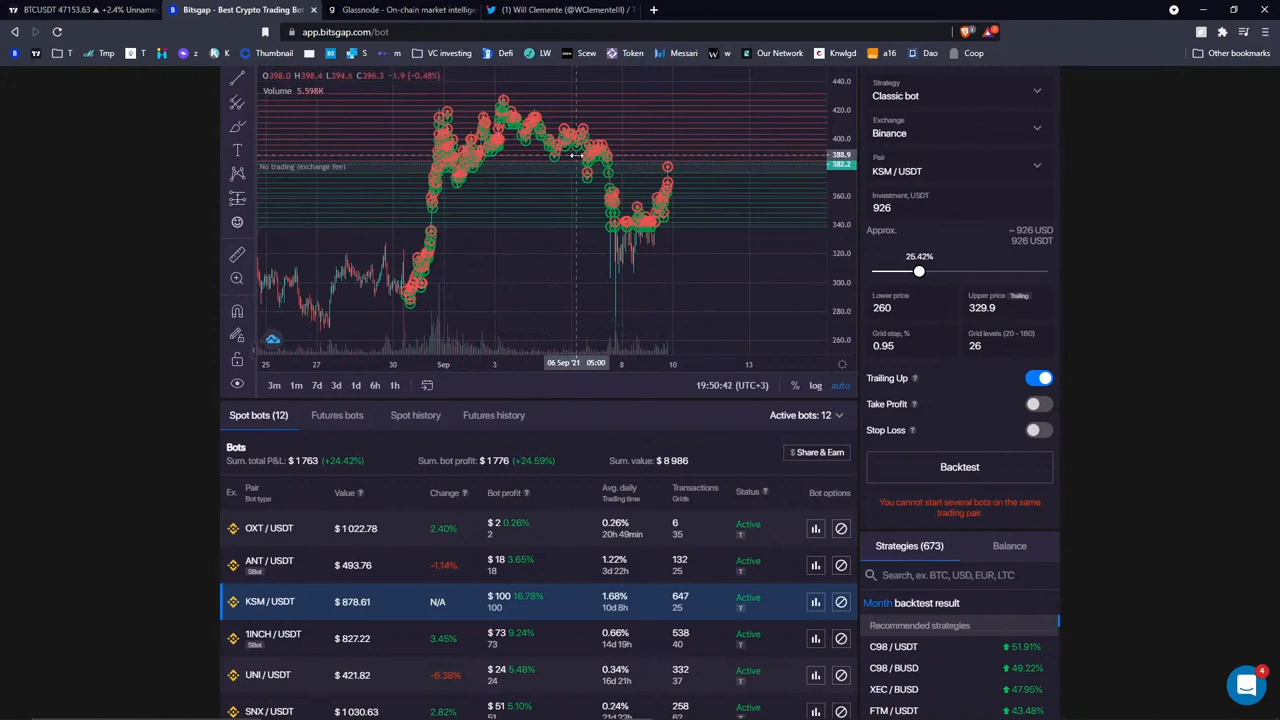 BTCUSDT 47153.63 ▲ +2.4% Unname
Bitsgap - Best Crypto Trading Bot
Glassnode - On-chain market intellige
(1) Will Clemente (@WClementeIII) / T
app.bitsgap.com/bot
T
Tmp
T
z
K
Thumbnail
BB
S
M
VC investing
Defi
LW
Scew
Token
Messari
w
o
Our Network
Cknwlgd
a16
Dao
Coop
Other bookmarks
O398.0 H398.4 L394.6 C396.3 -1.9 (-0.48%)
Volume 5.598K
No trading (exchange fee)
440.0
420.0
400.0
388.9
382.2
360.0
340.0
320.0
300.0
280.0
260.0
25
27
30
Sep
3
06 Sep '21 05:00
8
10
13
3m
1m
7d
3d
1d
6h
1h
19:50:42 (UTC+3)
%
log
auto
Strategy
Classic bot
Exchange
Binance
Pair
KSM / USDT
Investment, USDT
926
Approx.
~ 926 USD
926 USDT
25.42%
Lower price
260
Upper price Trailing
329.9
Grid step, %
0.95
Grid levels (20 - 180)
26
Trailing Up ?
Take Profit ?
Stop Loss ?
Backtest
You cannot start several bots on the same
trading pair.
Strategies (673)
Balance
Search, ex. BTC, USD, EUR, LTC
Month backtest result
Recommended strategies
C98 / USDT 51.91%
C98 / BUSD 49.22%
XEC / BUSD 47.95%
FTM / USDT 43.48%
4
Spot bots (12)
Futures bots
Spot history
Futures history
Active bots: 12
Bots
Sum. total P&L: $ 1 763 (+24.42%)
Sum. bot profit: $ 1 776 (+24.59%)
Sum. value: $ 8 986
$ Share & Earn
Ex.
Pair
Bot type
Value ?
Change ?
Bot profit ?
Avg. daily
Trading time
Transactions
Grids
Status ?
Bot options
OXT / USDT $ 1 022.78 2.40% $ 2 0.26% 0.26% 6 Active
2 20h 49min 35 T
ANT / USDT $ 493.76 -1.14% $ 18 3.65% 1.22% 132 Active
SBot 18 3d 22h 25 T
KSM / USDT $ 878.61 N/A $ 100 16.78% 1.68% 647 Active
100 10d 8h 25 T
1INCH / USDT $ 827.22 3.45% $ 73 9.24% 0.66% 538 Active
SBot 73 14d 19h 40 T
UNI / USDT $ 421.82 -6.38% $ 24 5.48% 0.34% 332 Active
24 16d 21h 37 T
SNX / USDT $ 1 030.63 2.82% $ 51 5.10% 0.24% 258 Active
51 21d 22h 62 T